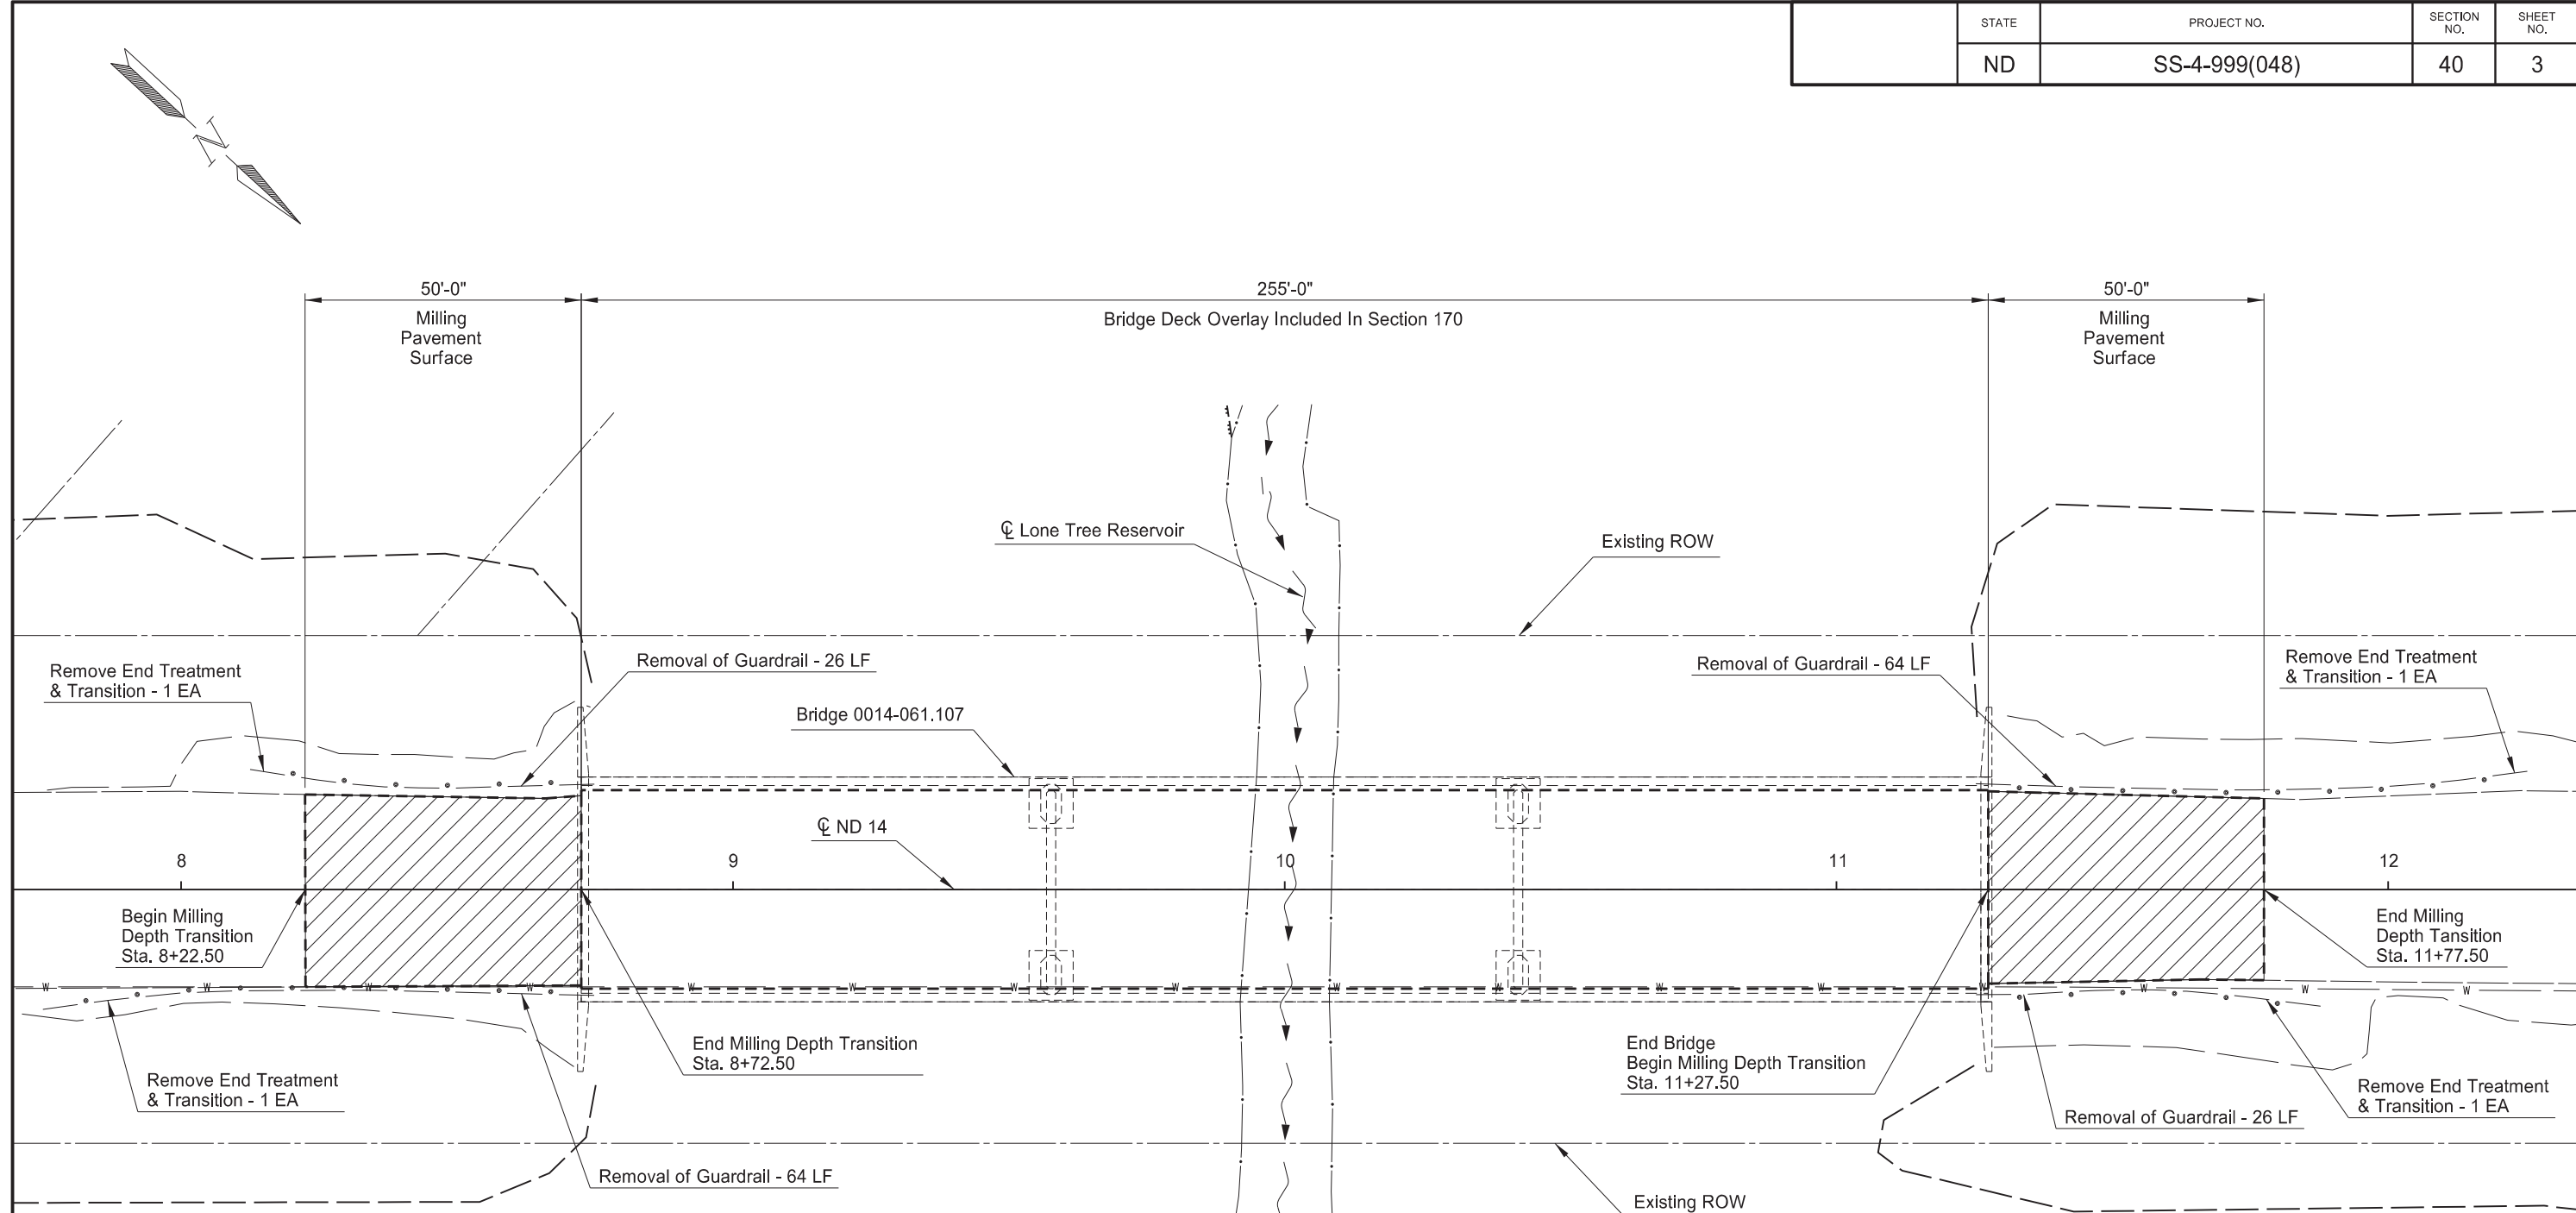 STATE
PROJECT NO.
SECTION
NO.
SHEET
NO.
ND
SS-4-999(048)
40
3
N
50'-0"
255'-0"
50'-0"
Milling
Pavement
Surface
Bridge Deck Overlay Included In Section 170
Milling
Pavement
Surface
℄ Lone Tree Reservoir
Existing ROW
Remove End Treatment
& Transition - 1 EA
Removal of Guardrail - 26 LF
Removal of Guardrail - 64 LF
Remove End Treatment
& Transition - 1 EA
Bridge 0014-061.107
℄ ND 14
8
9
10
11
12
Begin Milling
Depth Transition
Sta. 8+22.50
End Milling
Depth Tansition
Sta. 11+77.50
W W W W W W W W W W W W W W W W
End Milling Depth Transition
Sta. 8+72.50
End Bridge
Begin Milling Depth Transition
Sta. 11+27.50
Remove End Treatment
& Transition - 1 EA
Remove End Treatment
& Transition - 1 EA
Removal of Guardrail - 26 LF
Removal of Guardrail - 64 LF
Existing ROW